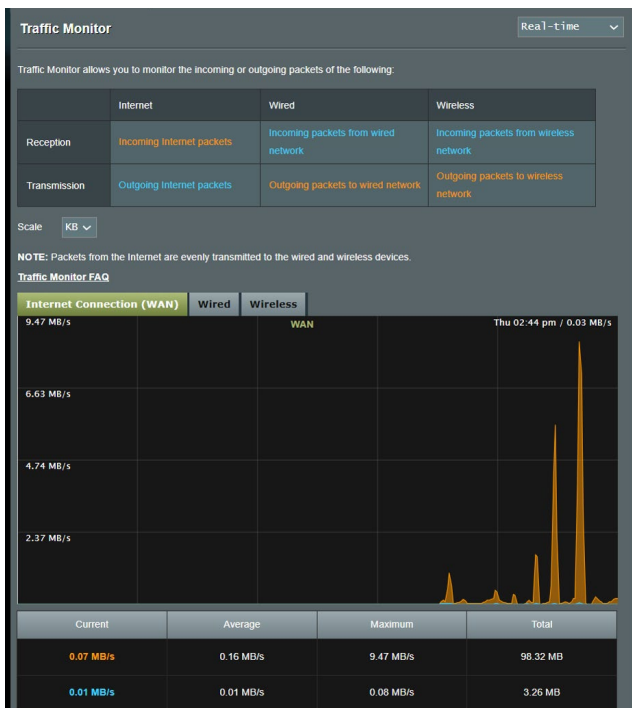 Traffic Monitor
Real-time
Traffic Monitor allows you to monitor the incoming or outgoing packets of the following:
Internet Wired Wireless
Reception Incoming Internet packets Incoming packets from wired network Incoming packets from wireless network
Transmission Outgoing Internet packets Outgoing packets to wired network Outgoing packets to wireless network
Scale KB
NOTE: Packets from the Internet are evenly transmitted to the wired and wireless devices.
Traffic Monitor FAQ
Internet Connection (WAN) Wired Wireless
9.47 MB/s WAN Thu 02:44 pm / 0.03 MB/s
6.63 MB/s
4.74 MB/s
2.37 MB/s
Current Average Maximum Total
0.07 MB/s 0.16 MB/s 9.47 MB/s 98.32 MB
0.01 MB/s 0.01 MB/s 0.08 MB/s 3.26 MB